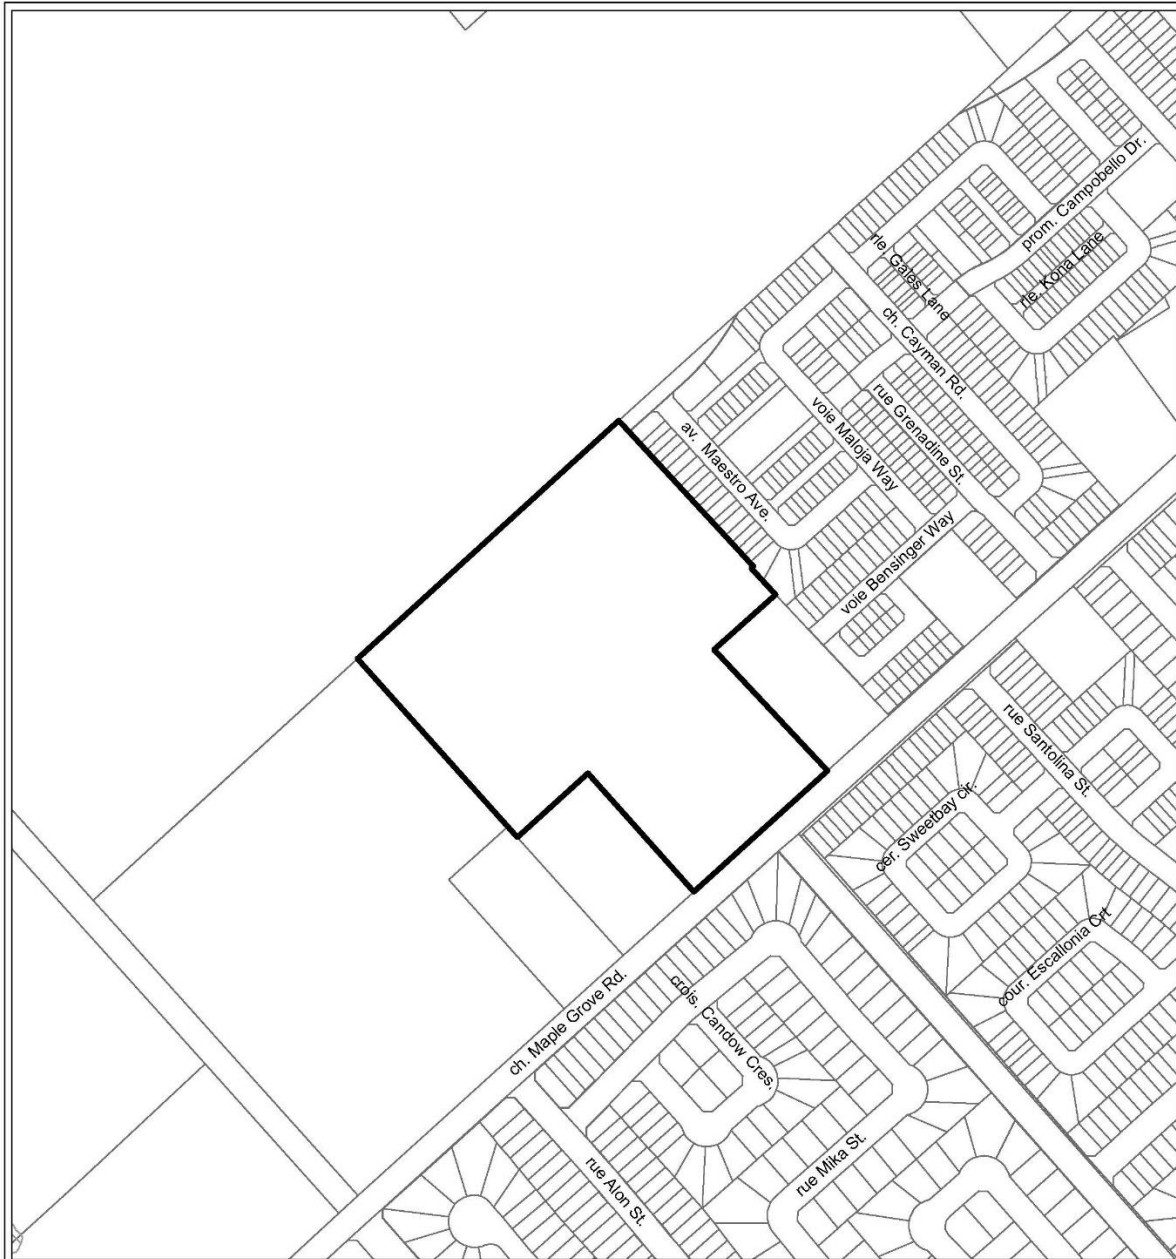 prom. Campobello Dr.
rle. Gales Lane
rle. Kona Lane
ch. Cayman Rd.
rue Grenadine St.
voie Maloja Way
av. Maestro Ave.
voie Bensinger Way
rue Santolina St.
cer. Sweetbay cir.
cour. Escallonia Crt
ch. Maple Grove Rd.
crois. Candow Cres.
rue Mika St.
rue Alon St.